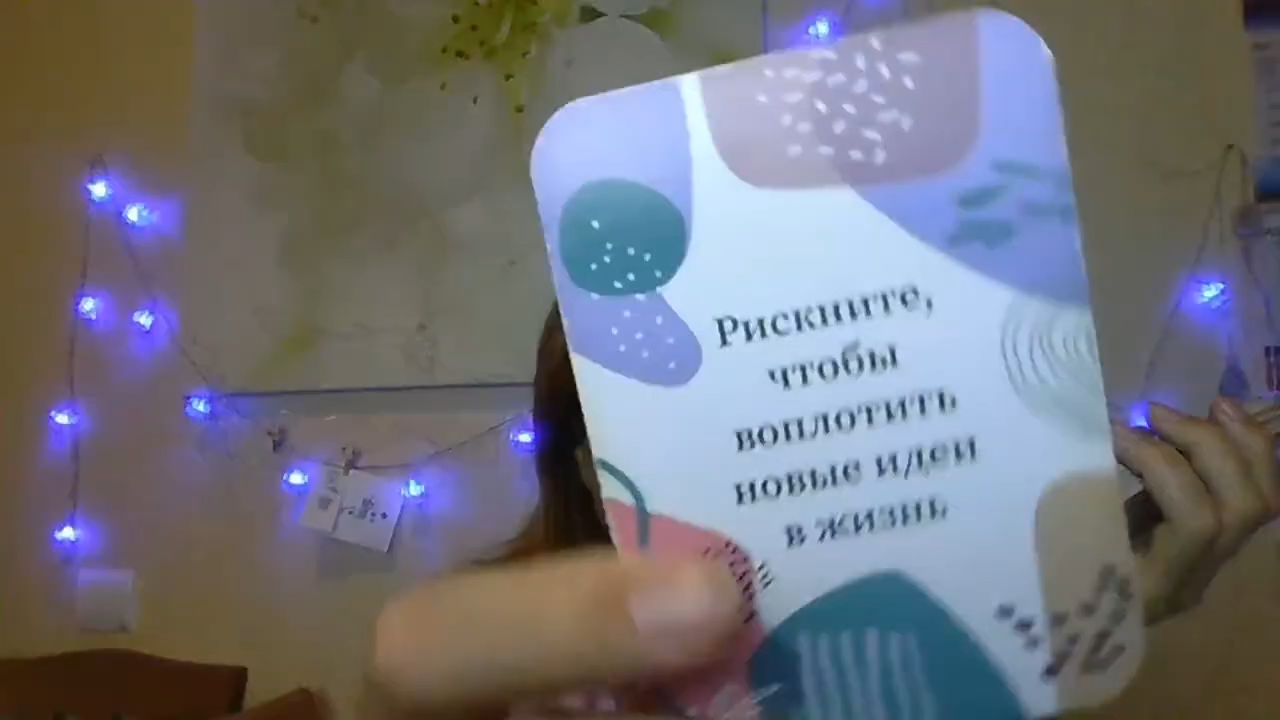 Рискните,
чтобы
воплотить
новые идеи
в жизнь